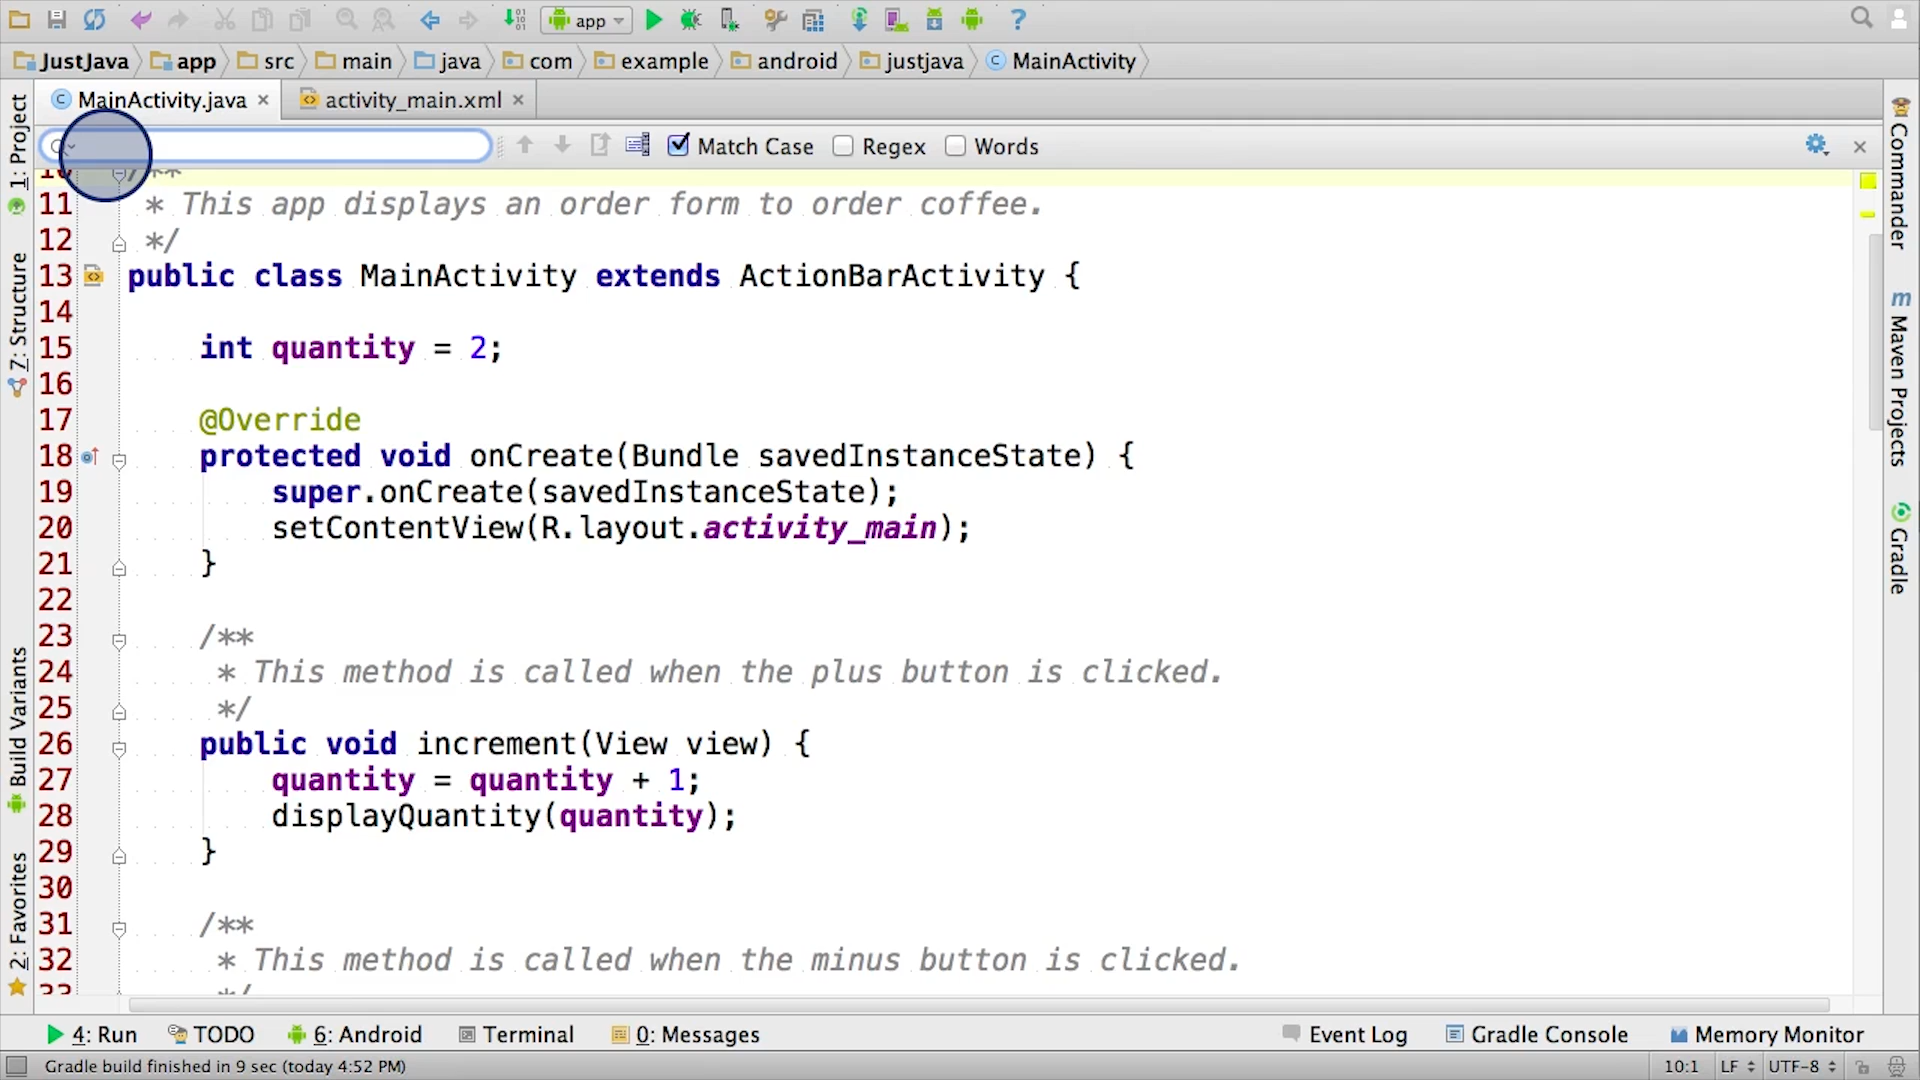 app
?
JustJava app src main java com example android justjava MainActivity
MainActivity.java × activity_main.xml ×
Match Case Regex Words
10 /**
11 * This app displays an order form to order coffee.
12 */
13 public class MainActivity extends ActionBarActivity {
14
15 int quantity = 2;
16
17 @Override
18 protected void onCreate(Bundle savedInstanceState) {
19 super.onCreate(savedInstanceState);
20 setContentView(R.layout.activity_main);
21 }
22
23 /**
24 * This method is called when the plus button is clicked.
25 */
26 public void increment(View view) {
27 quantity = quantity + 1;
28 displayQuantity(quantity);
29 }
30
31 /**
32 * This method is called when the minus button is clicked.
33 */
1: Project
7: Structure
Build Variants
2: Favorites
Commander
Maven Projects
Gradle
4: Run TODO 6: Android Terminal 0: Messages Event Log Gradle Console Memory Monitor
Gradle build finished in 9 sec (today 4:52 PM) 10:1 LF UTF-8